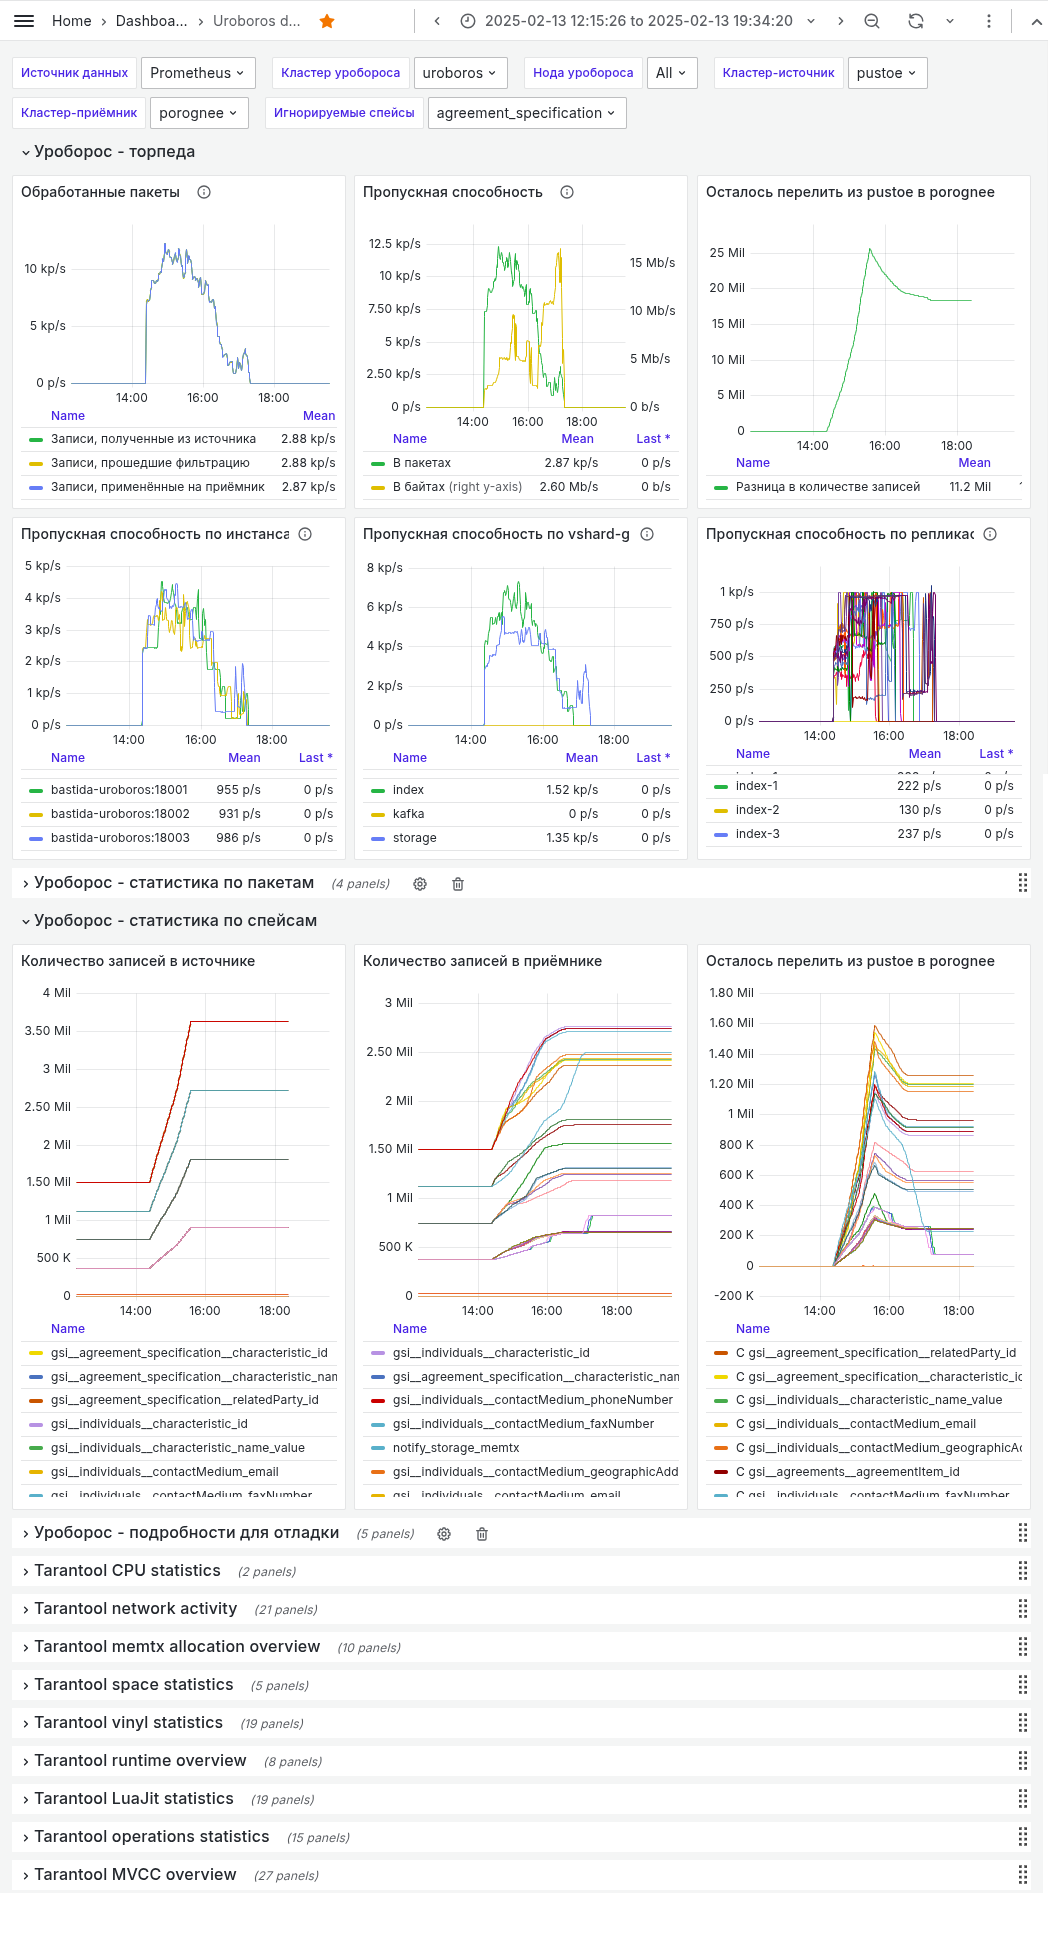 Home > Dashboa... > Uroboros d... 2025-02-13 12:15:26 to 2025-02-13 19:34:20
Источник данных Prometheus Кластер уробороса uroboros Нода уробороса All Кластер-источник pustoe
Кластер-приёмник porognee Игнорируемые спейсы agreement_specification
Уроборос - торпеда
Обработанные пакеты
10 kp/s
5 kp/s
0 p/s
14:00 16:00 18:00
Name Mean
Записи, полученные из источника 2.88 kp/s
Записи, прошедшие фильтрацию 2.88 kp/s
Записи, применённые на приёмник 2.87 kp/s
Пропускная способность
12.5 kp/s
10 kp/s
7.50 kp/s
5 kp/s
2.50 kp/s
0 p/s
15 Mb/s
10 Mb/s
5 Mb/s
0 b/s
14:00 16:00 18:00
Name Mean Last *
В пакетах 2.87 kp/s 0 p/s
В байтах (right y-axis) 2.60 Mb/s 0 b/s
Осталось перелить из pustoe в porognee
25 Mil
20 Mil
15 Mil
10 Mil
5 Mil
0
14:00 16:00 18:00
Name Mean
Разница в количестве записей 11.2 Mil
Пропускная способность по инстанса
5 kp/s
4 kp/s
3 kp/s
2 kp/s
1 kp/s
0 p/s
14:00 16:00 18:00
Name Mean Last *
bastida-uroboros:18001 955 p/s 0 p/s
bastida-uroboros:18002 931 p/s 0 p/s
bastida-uroboros:18003 986 p/s 0 p/s
Пропускная способность по vshard-g
8 kp/s
6 kp/s
4 kp/s
2 kp/s
0 p/s
14:00 16:00 18:00
Name Mean Last *
index 1.52 kp/s 0 p/s
kafka 0 p/s 0 p/s
storage 1.35 kp/s 0 p/s
Пропускная способность по репликас
1 kp/s
750 p/s
500 p/s
250 p/s
0 p/s
14:00 16:00 18:00
Name Mean Last *
index-1 222 p/s 0 p/s
index-2 130 p/s 0 p/s
index-3 237 p/s 0 p/s
Уроборос - статистика по пакетам (4 panels)
Уроборос - статистика по спейсам
Количество записей в источнике
4 Mil
3.50 Mil
3 Mil
2.50 Mil
2 Mil
1.50 Mil
1 Mil
500 K
0
14:00 16:00 18:00
Name
gsi__agreement_specification__characteristic_id
gsi__agreement_specification__characteristic_nan
gsi__agreement_specification__relatedParty_id
gsi__individuals__characteristic_id
gsi__individuals__characteristic_name_value
gsi__individuals__contactMedium_email
gsi__individuals__contactMedium_faxNumber
Количество записей в приёмнике
3 Mil
2.50 Mil
2 Mil
1.50 Mil
1 Mil
500 K
0
14:00 16:00 18:00
Name
gsi__individuals__characteristic_id
gsi__agreement_specification__characteristic_nan
gsi__individuals__contactMedium_phoneNumber
gsi__individuals__contactMedium_faxNumber
notify_storage_memtx
gsi__individuals__contactMedium_geographicAdd
gsi__individuals__contactMedium_email
Осталось перелить из pustoe в porognee
1.80 Mil
1.60 Mil
1.40 Mil
1.20 Mil
1 Mil
800 K
600 K
400 K
200 K
0
-200 K
14:00 16:00 18:00
Name
C gsi__agreement_specification__relatedParty_id
C gsi__agreement_specification__characteristic_ic
C gsi__individuals__characteristic_name_value
C gsi__individuals__contactMedium_email
C gsi__individuals__contactMedium_geographicAc
C gsi__agreements__agreementItem_id
C gsi__individuals__contactMedium_faxNumber
Уроборос - подробности для отладки (5 panels)
Tarantool CPU statistics (2 panels)
Tarantool network activity (21 panels)
Tarantool memtx allocation overview (10 panels)
Tarantool space statistics (5 panels)
Tarantool vinyl statistics (19 panels)
Tarantool runtime overview (8 panels)
Tarantool LuaJit statistics (19 panels)
Tarantool operations statistics (15 panels)
Tarantool MVCC overview (27 panels)